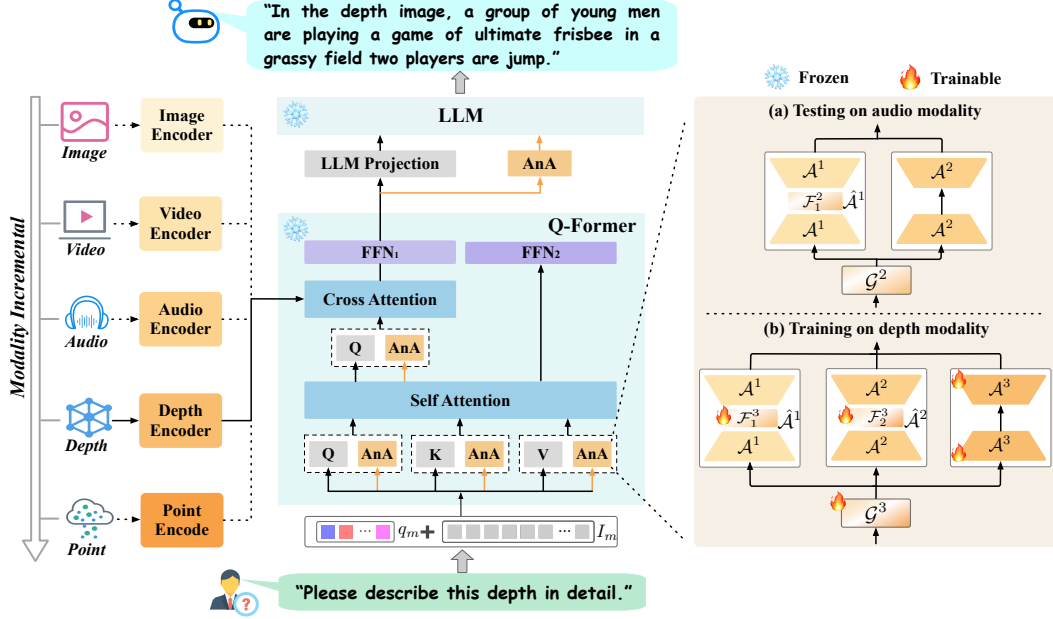 “In the depth image, a group of young men
are playing a game of ultimate frisbee in a
grassy field two players are jump.”
Modality Incremental
Image
Image
Encoder
Video
Video
Encoder
Audio
Audio
Encoder
Depth
Depth
Encoder
Point
Point
Encode
LLM
LLM Projection
AnA
Q-Former
FFN₁
FFN₂
Cross Attention
Q
AnA
Self Attention
Q
AnA
K
AnA
V
AnA
... qₘ + ... Iₘ
“Please describe this depth in detail.”
?
Frozen
Trainable
(a) Testing on audio modality
𝒜¹
𝓕₁² 𝒜̂¹
𝒜¹
𝒜²
𝒜²
𝒢²
(b) Training on depth modality
𝒜¹
𝓕₁³ 𝒜̂¹
𝒜¹
𝒜²
𝓕₂³ 𝒜̂²
𝒜²
𝒜³
𝒜³
𝒢³